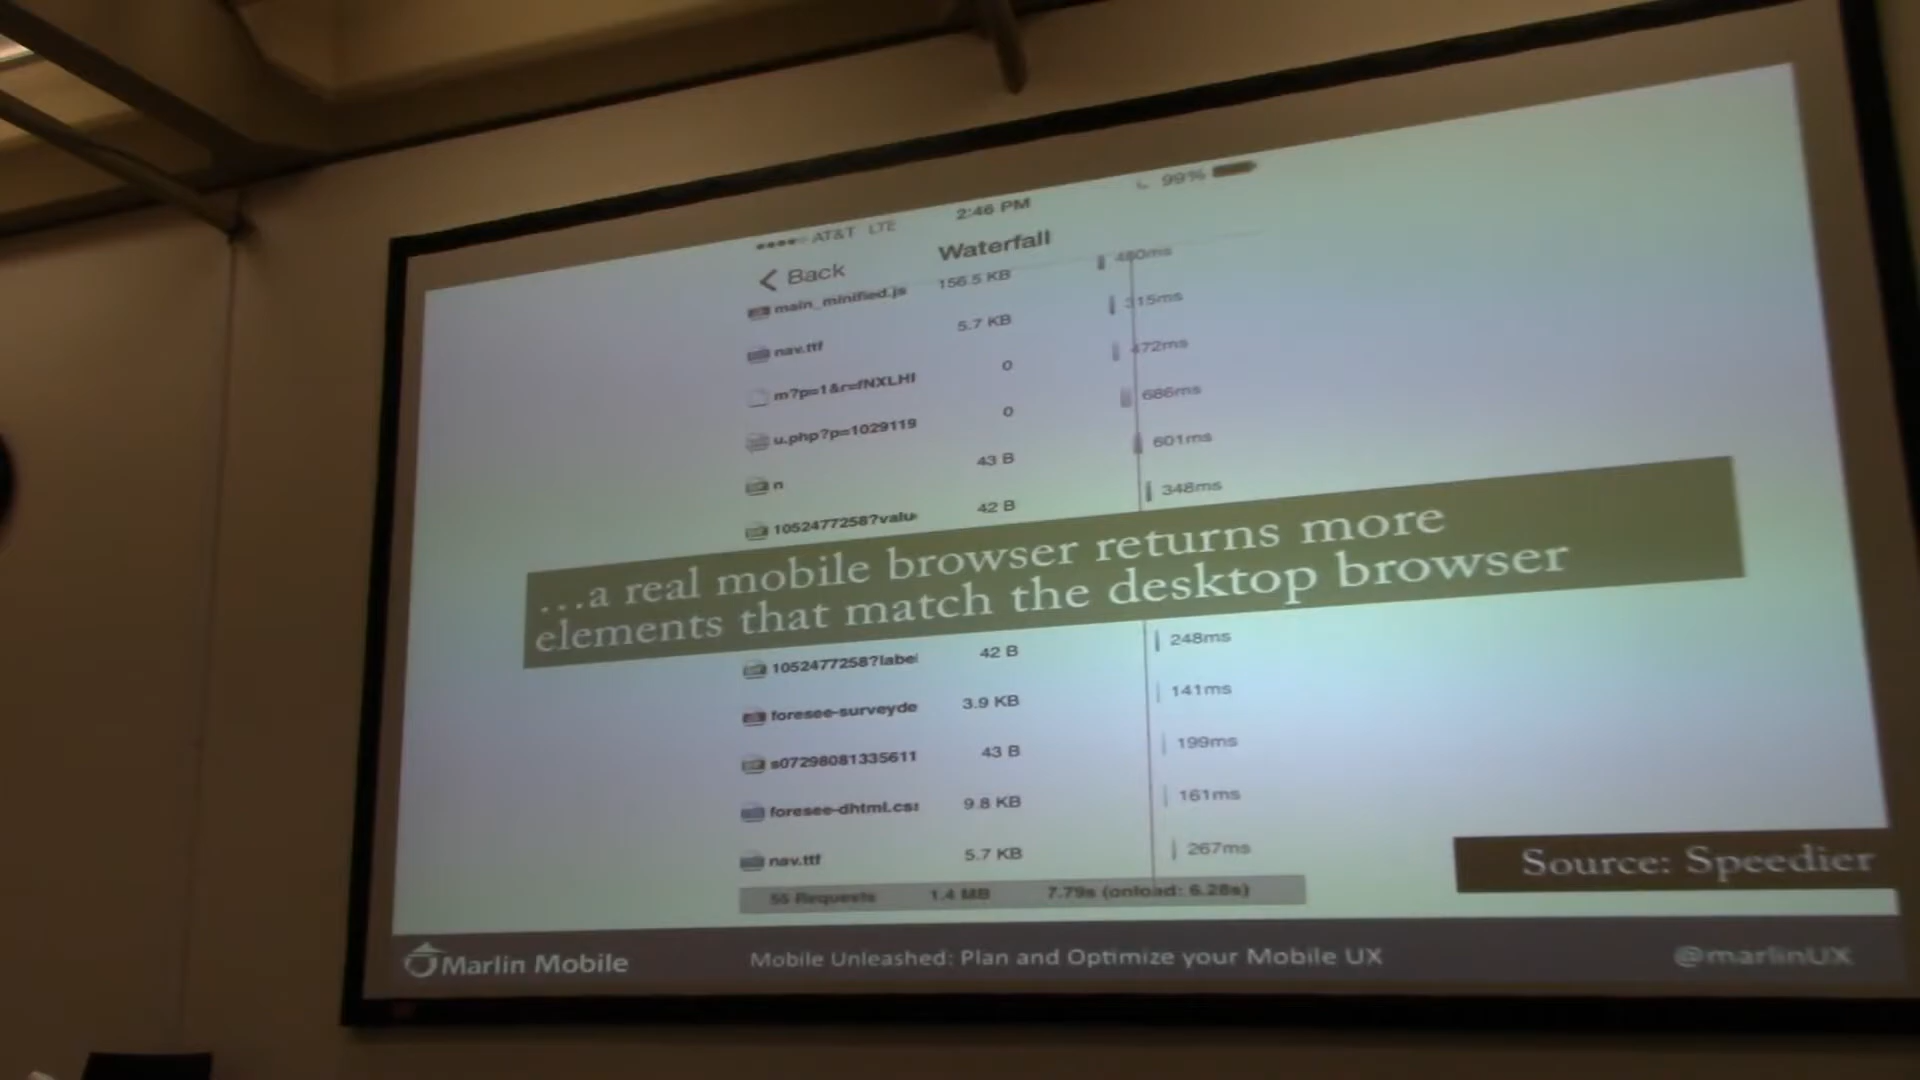 AT&T LTE 2:46 PM 99%
Back Waterfall
main_minified.js 156.5 KB 480ms
nav.ttf 5.7 KB 315ms
m?p=1&r=fNXLHI 0 472ms
u.php?p=1029119 0 686ms
n 43 B 601ms
1052477258?valu 42 B 348ms
...a real mobile browser returns more
elements that match the desktop browser
1052477258?label 42 B 248ms
foresee-surveyde 3.9 KB 141ms
s07298081335611 43 B 199ms
foresee-dhtml.css 9.8 KB 161ms
nav.ttf 5.7 KB 267ms
55 Requests 1.4 MB 7.79s (onload: 6.28s)
Source: Speedier
Marlin Mobile Mobile Unleashed: Plan and Optimize your Mobile UX @marlinUX